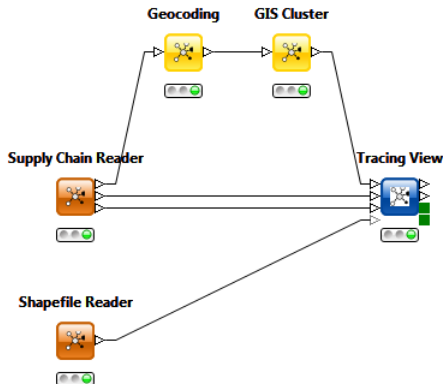 Geocoding
GIS Cluster
Supply Chain Reader
Tracing View
Shapefile Reader